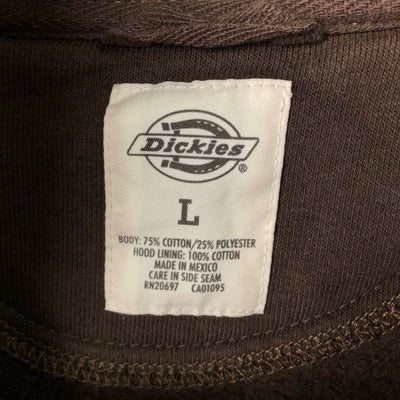 Dickies
®
L
BODY: 75% COTTON/25% POLYESTER
HOOD LINING: 100% COTTON
MADE IN MEXICO
CARE IN SIDE SEAM
RN20697 CA01095